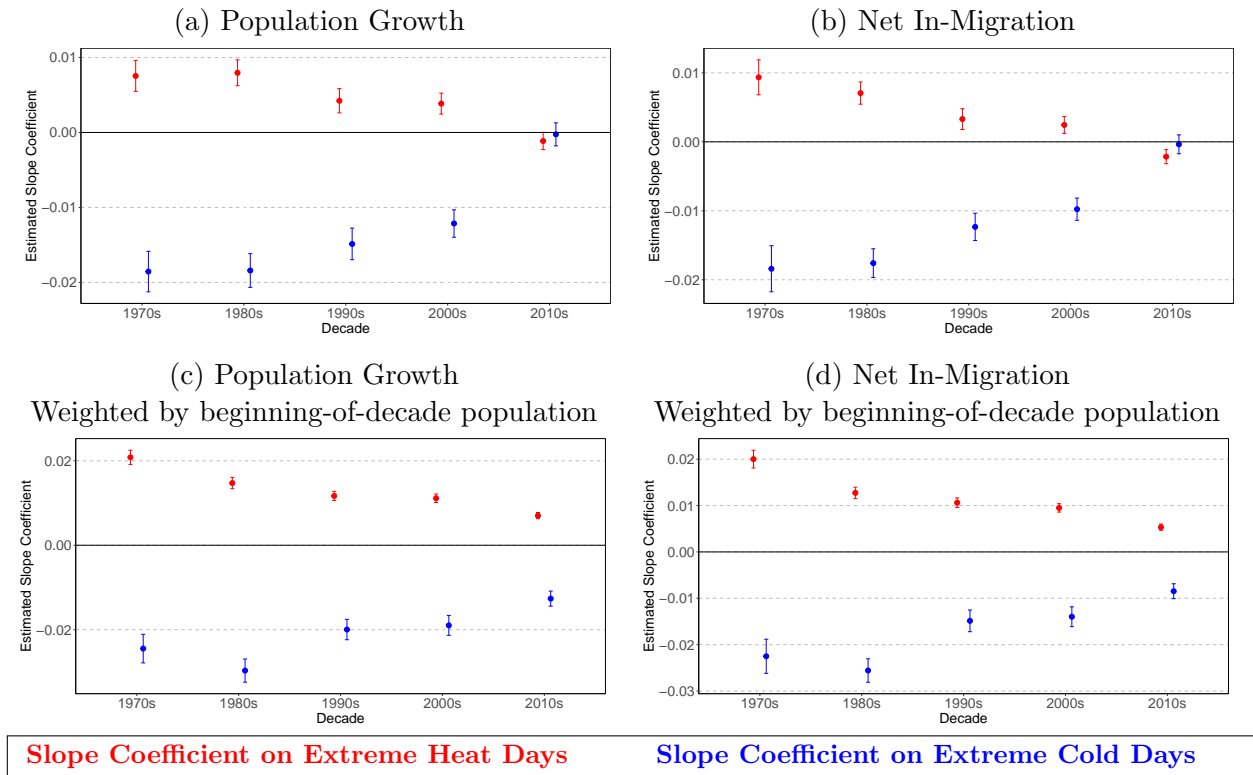 (a) Population Growth
Estimated Slope Coefficient
0.01
0.00
−0.01
−0.02
1970s 1980s 1990s 2000s 2010s
Decade
(b) Net In-Migration
Estimated Slope Coefficient
0.01
0.00
−0.01
−0.02
1970s 1980s 1990s 2000s 2010s
Decade
(c) Population Growth
Weighted by beginning-of-decade population
Estimated Slope Coefficient
0.02
0.00
−0.02
1970s 1980s 1990s 2000s 2010s
Decade
(d) Net In-Migration
Weighted by beginning-of-decade population
Estimated Slope Coefficient
0.02
0.01
0.00
−0.01
−0.02
−0.03
1970s 1980s 1990s 2000s 2010s
Decade
Slope Coefficient on Extreme Heat Days Slope Coefficient on Extreme Cold Days